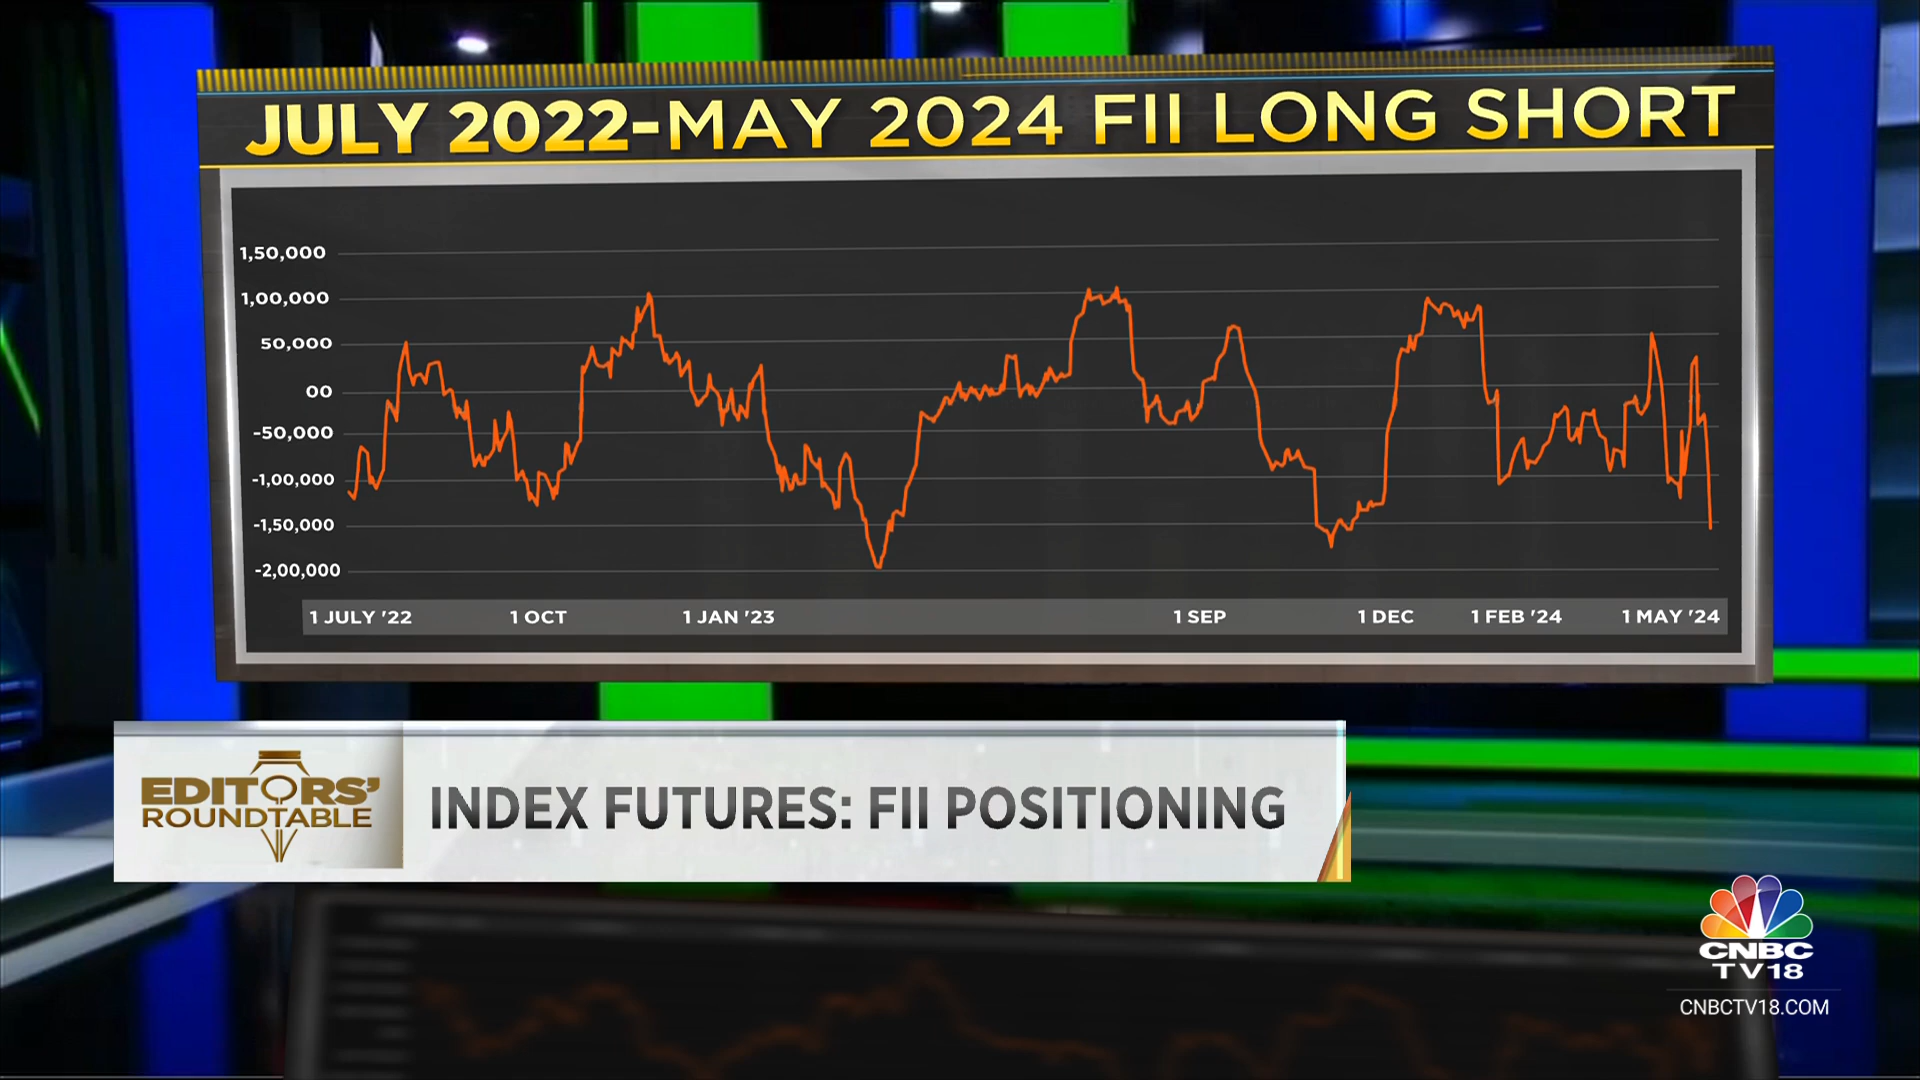 JULY 2022-MAY 2024 FII LONG SHORT
1,50,000
1,00,000
50,000
00
-50,000
-1,00,000
-1,50,000
-2,00,000
1 JULY '22 1 OCT 1 JAN '23 1 SEP 1 DEC 1 FEB '24 1 MAY '24
EDITORS'
ROUNDTABLE
INDEX FUTURES: FII POSITIONING
CNBC
TV18
CNBCTV18.COM